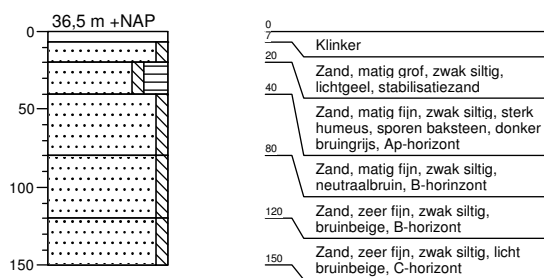 36,5 m +NAP
0
50
100
150
0
7
Klinker
20
Zand, matig grof, zwak siltig,
lichtgeel, stabilisatiezand
40
Zand, matig fijn, zwak siltig, sterk
humeus, sporen baksteen, donker
bruingrijs, Ap-horizont
80
Zand, matig fijn, zwak siltig,
neutraalbruin, B-horinzont
120
Zand, zeer fijn, zwak siltig,
bruinbeige, B-horizont
150
Zand, zeer fijn, zwak siltig, licht
bruinbeige, C-horizont